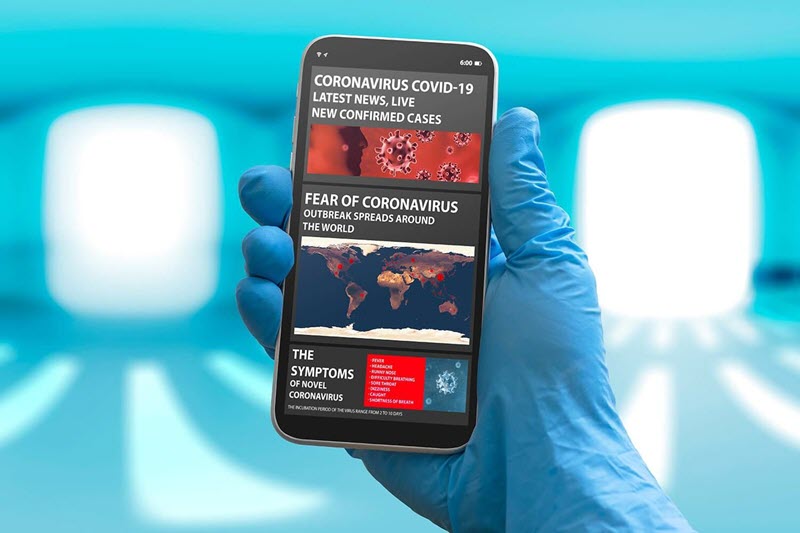 6:00
CORONAVIRUS COVID-19
LATEST NEWS, LIVE
NEW CONFIRMED CASES
FEAR OF CORONAVIRUS
OUTBREAK SPREADS AROUND
THE WORLD
THE
SYMPTOMS
OF NOVEL
CORONAVIRUS
- FEVER
- HEADACHE
- RUNNY NOSE
- DIFFICULTY BREATHING
- SORE THROAT
- DIZZINESS
- CAUGHT
- SHORTNESS OF BREATH
THE INCUBATION PERIOD OF THE VIRUS RANGE FROM 2 TO 10 DAYS